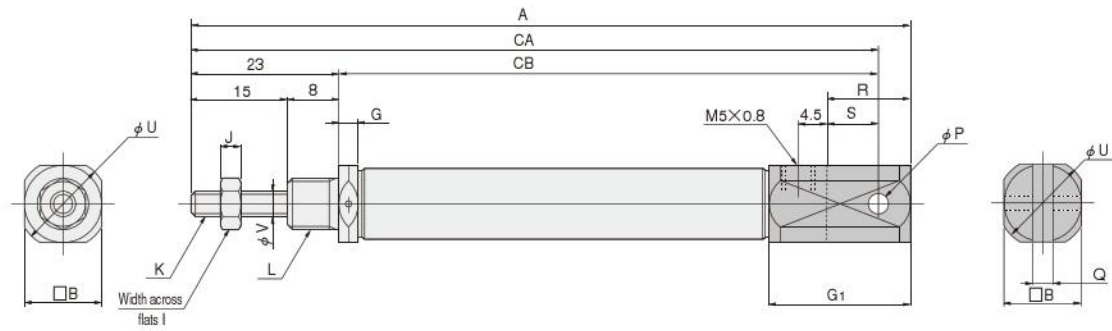 A
CA
23
CB
15
8
G
R
M5×0.8
4.5
S
φP
φU
J
φU
φV
K
L
Width across
flats I
□B
G1
□B
Q